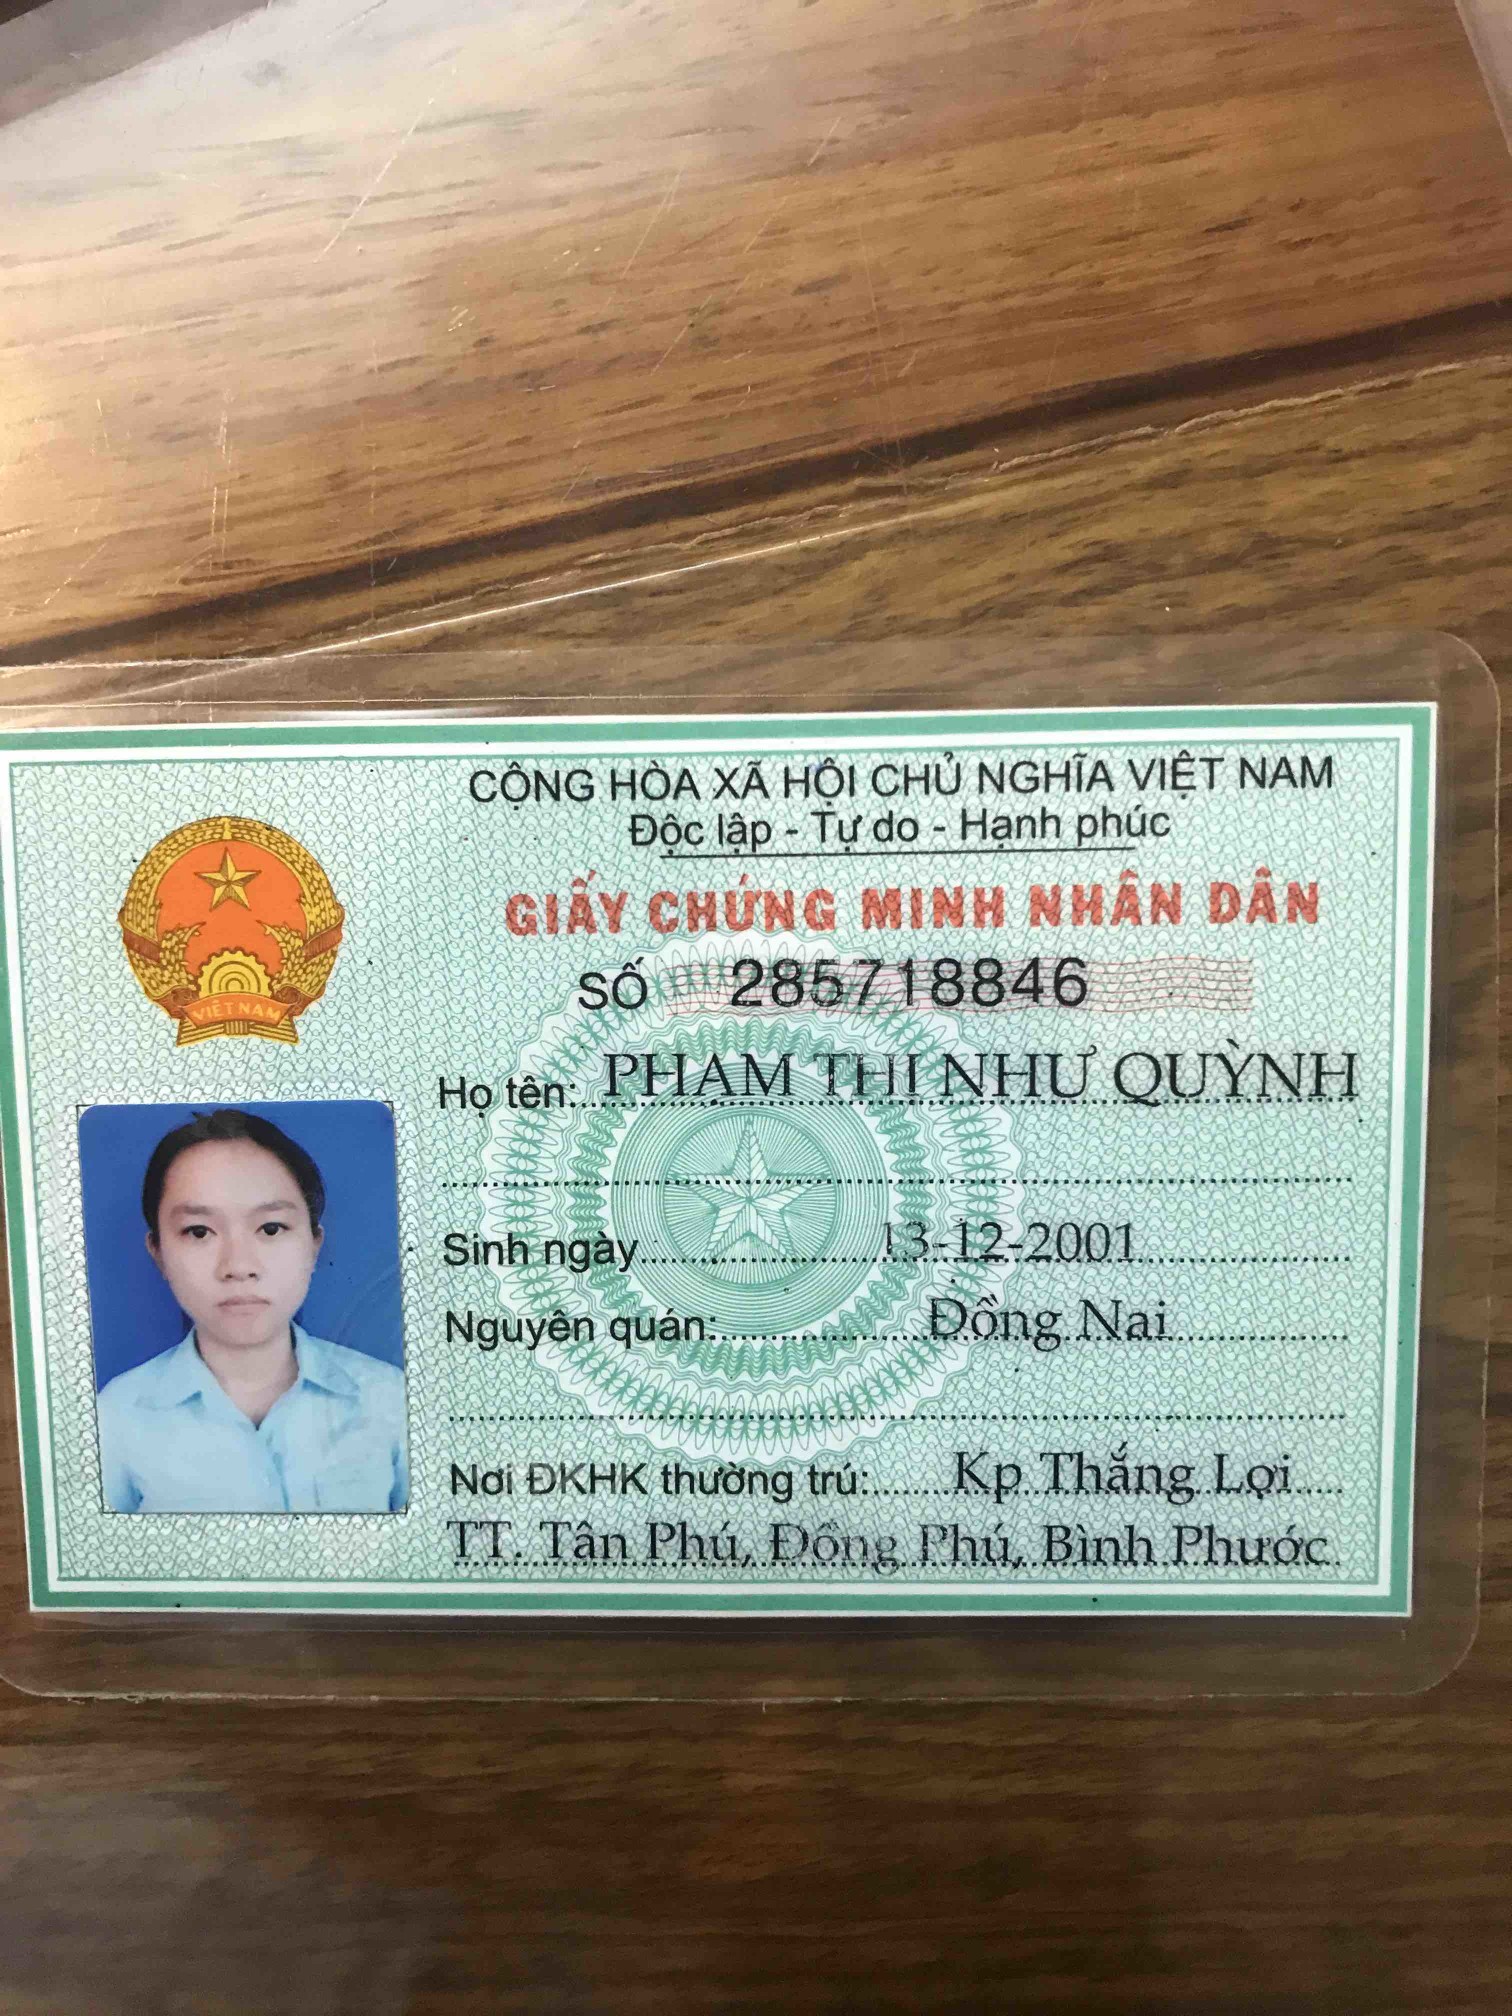 CỘNG HÒA XÃ HỘI CHỦ NGHĨA VIỆT NAM
Độc lập - Tự do - Hạnh phúc
GIẤY CHỨNG MINH NHÂN DÂN
SỐ 285718846
VIỆT NAM
Họ tên: PHẠM THỊ NHƯ QUỲNH
Sinh ngày 13-12-2001
Nguyên quán: Đồng Nai
Nơi ĐKHK thường trú: Kp Thắng Lợi
TT. Tân Phú, Đồng Phú, Bình Phước